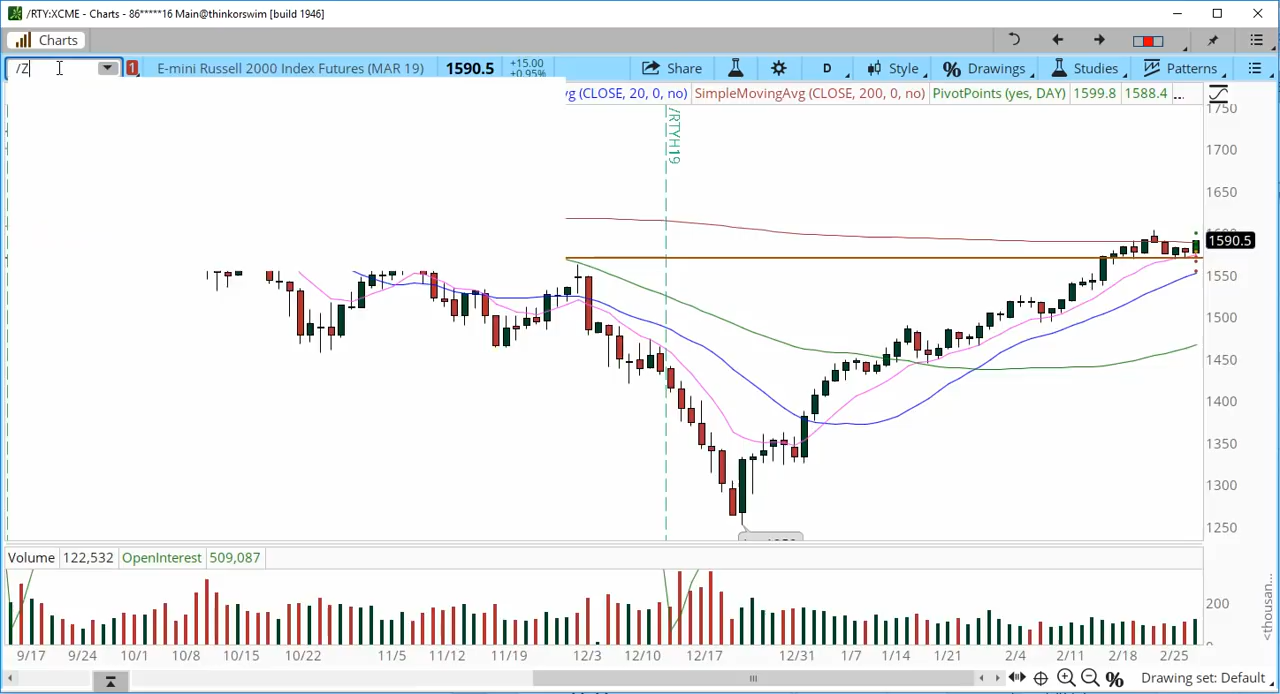 /RTY:XCME - Charts - 86*****16 Main@thinkorswim [build 1946]
Charts
/Z 1 E-mini Russell 2000 Index Futures (MAR 19) 1590.5 +15.00 +0.95% Share D Style % Drawings Studies Patterns
vg (CLOSE, 20, 0, no) SimpleMovingAvg (CLOSE, 200, 0, no) PivotPoints (yes, DAY) 1599.8 1588.4 ...
/RTYH19
1750
1700
1650
1590.5
1550
1500
1450
1400
1350
1300
1250
Volume 122,532 OpenInterest 509,087
200
<thousan...
9/17 9/24 10/1 10/8 10/15 10/22 11/5 11/12 11/19 12/3 12/10 12/17 12/31 1/7 1/14 1/21 2/4 2/11 2/18 2/25
% Drawing set: Default